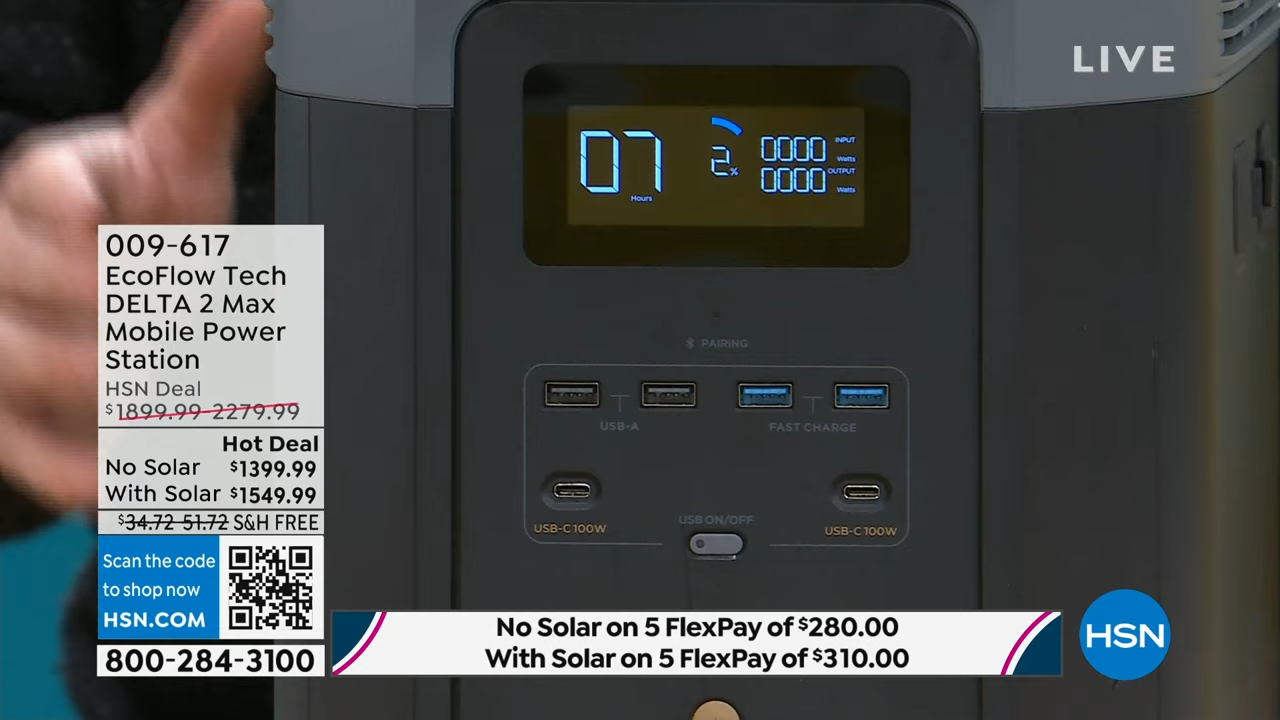 LIVE
07
Hours
2%
0000
INPUT
Watts
0000
OUTPUT
Watts
PAIRING
USB-A
FAST CHARGE
USB-C 100W
USB ON/OFF
USB-C 100W
009-617
EcoFlow Tech
DELTA 2 Max
Mobile Power
Station
HSN Deal
$1899.99-2279.99
Hot Deal
No Solar $1399.99
With Solar $1549.99
$34.72-51.72 S&H FREE
Scan the code
to shop now
HSN.COM
800-284-3100
No Solar on 5 FlexPay of $280.00
With Solar on 5 FlexPay of $310.00
HSN